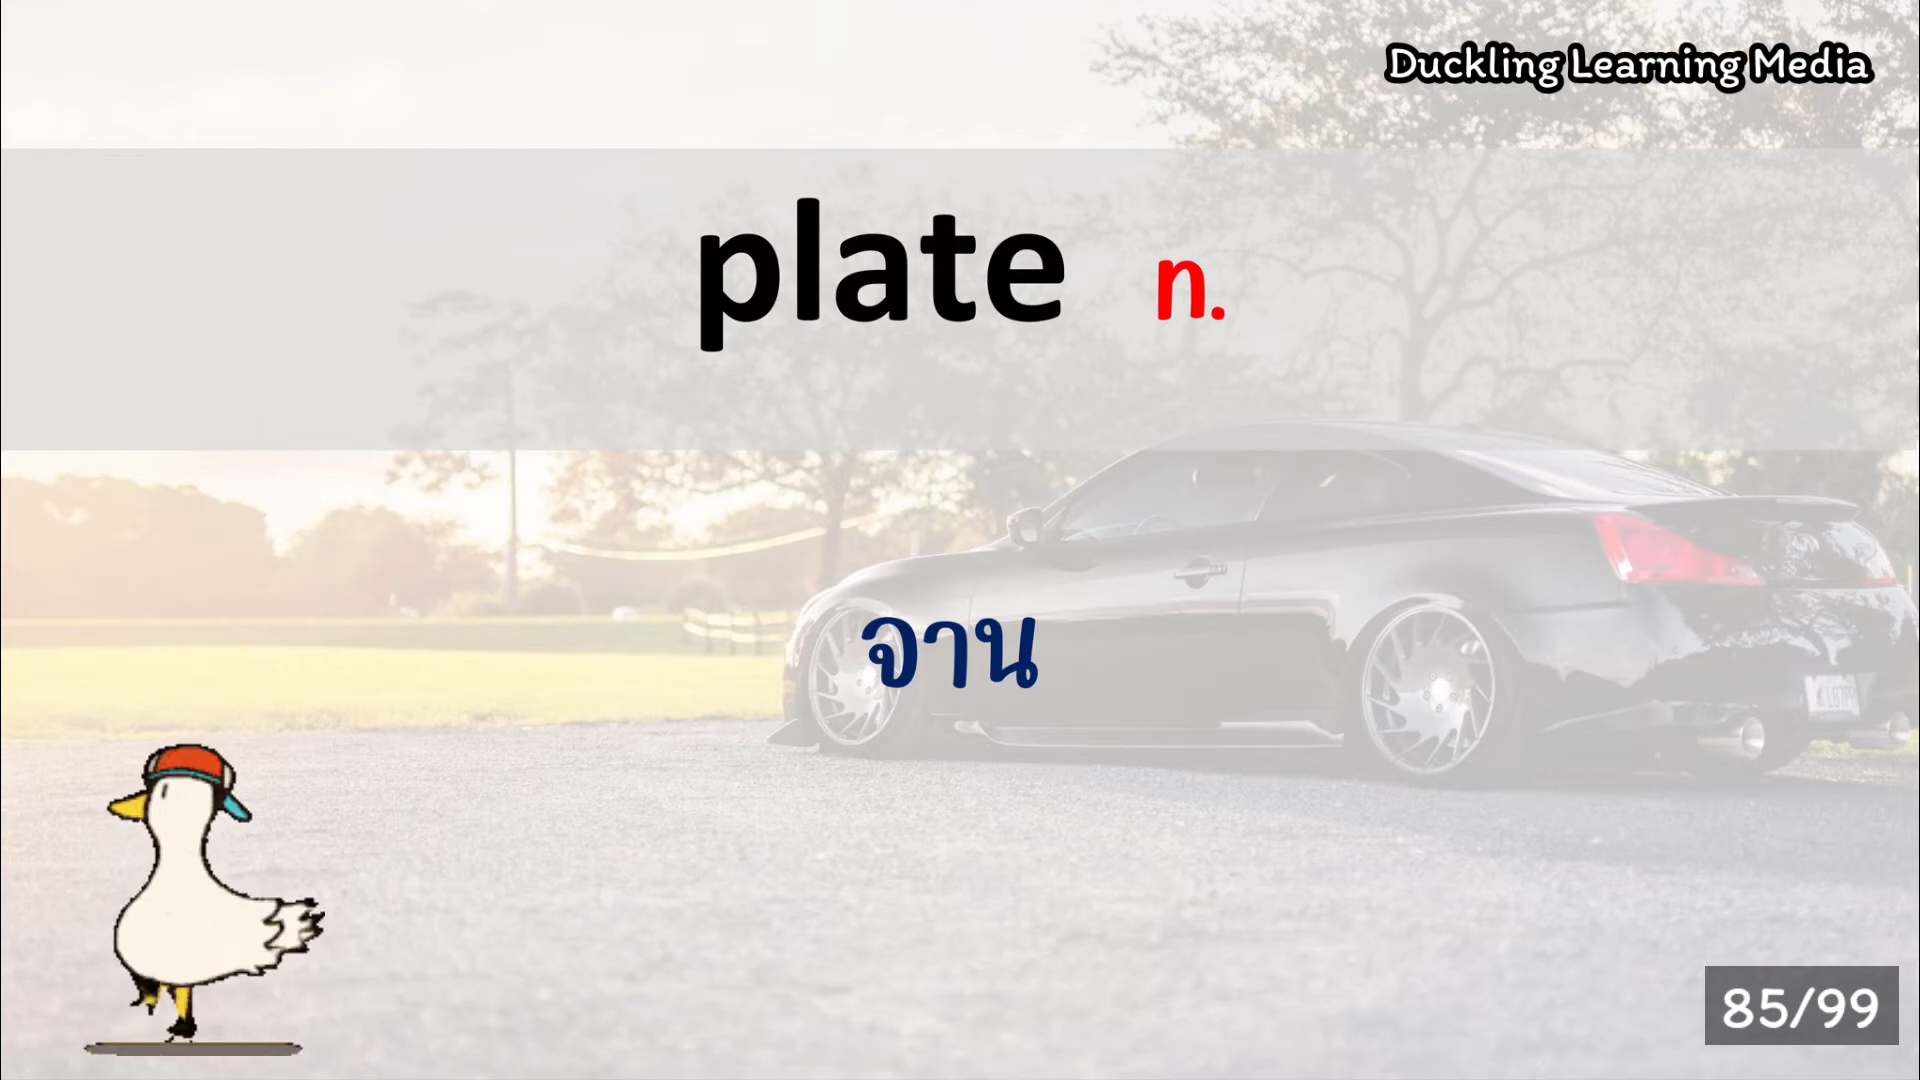 Duckling Learning Media
plate n.
จาน
85/99